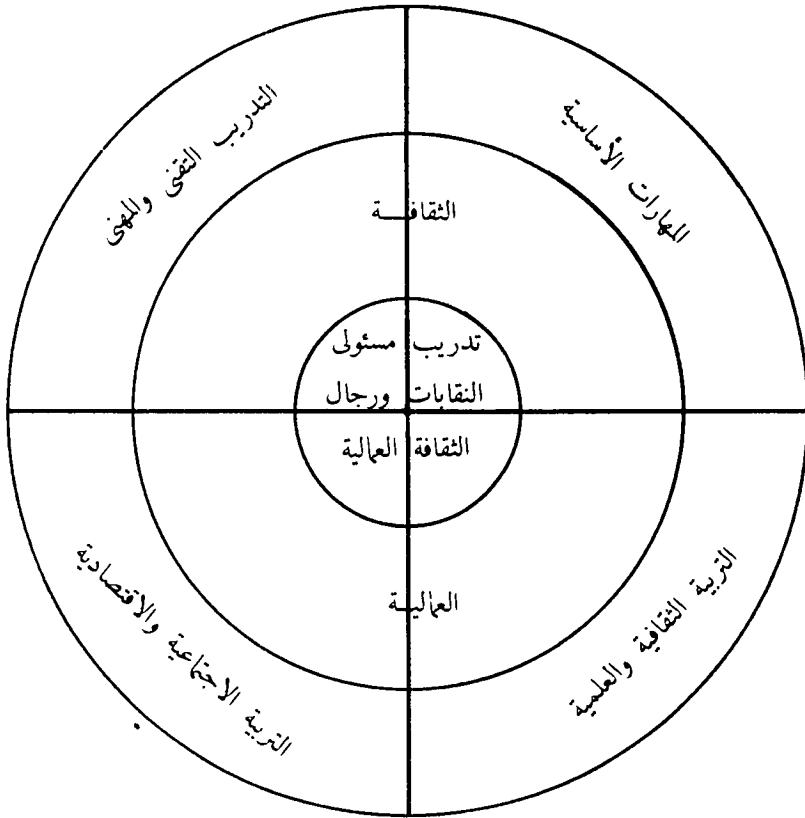 المهارات الأساسية
التدريب التقنى والمهنى
الثقافـــة
تدريب مسئولى
النقابات ورجال
الثقافة العمالية
العماليـة
التربية الثقافية والعلمية
التربية الاجتماعية والاقتصادية